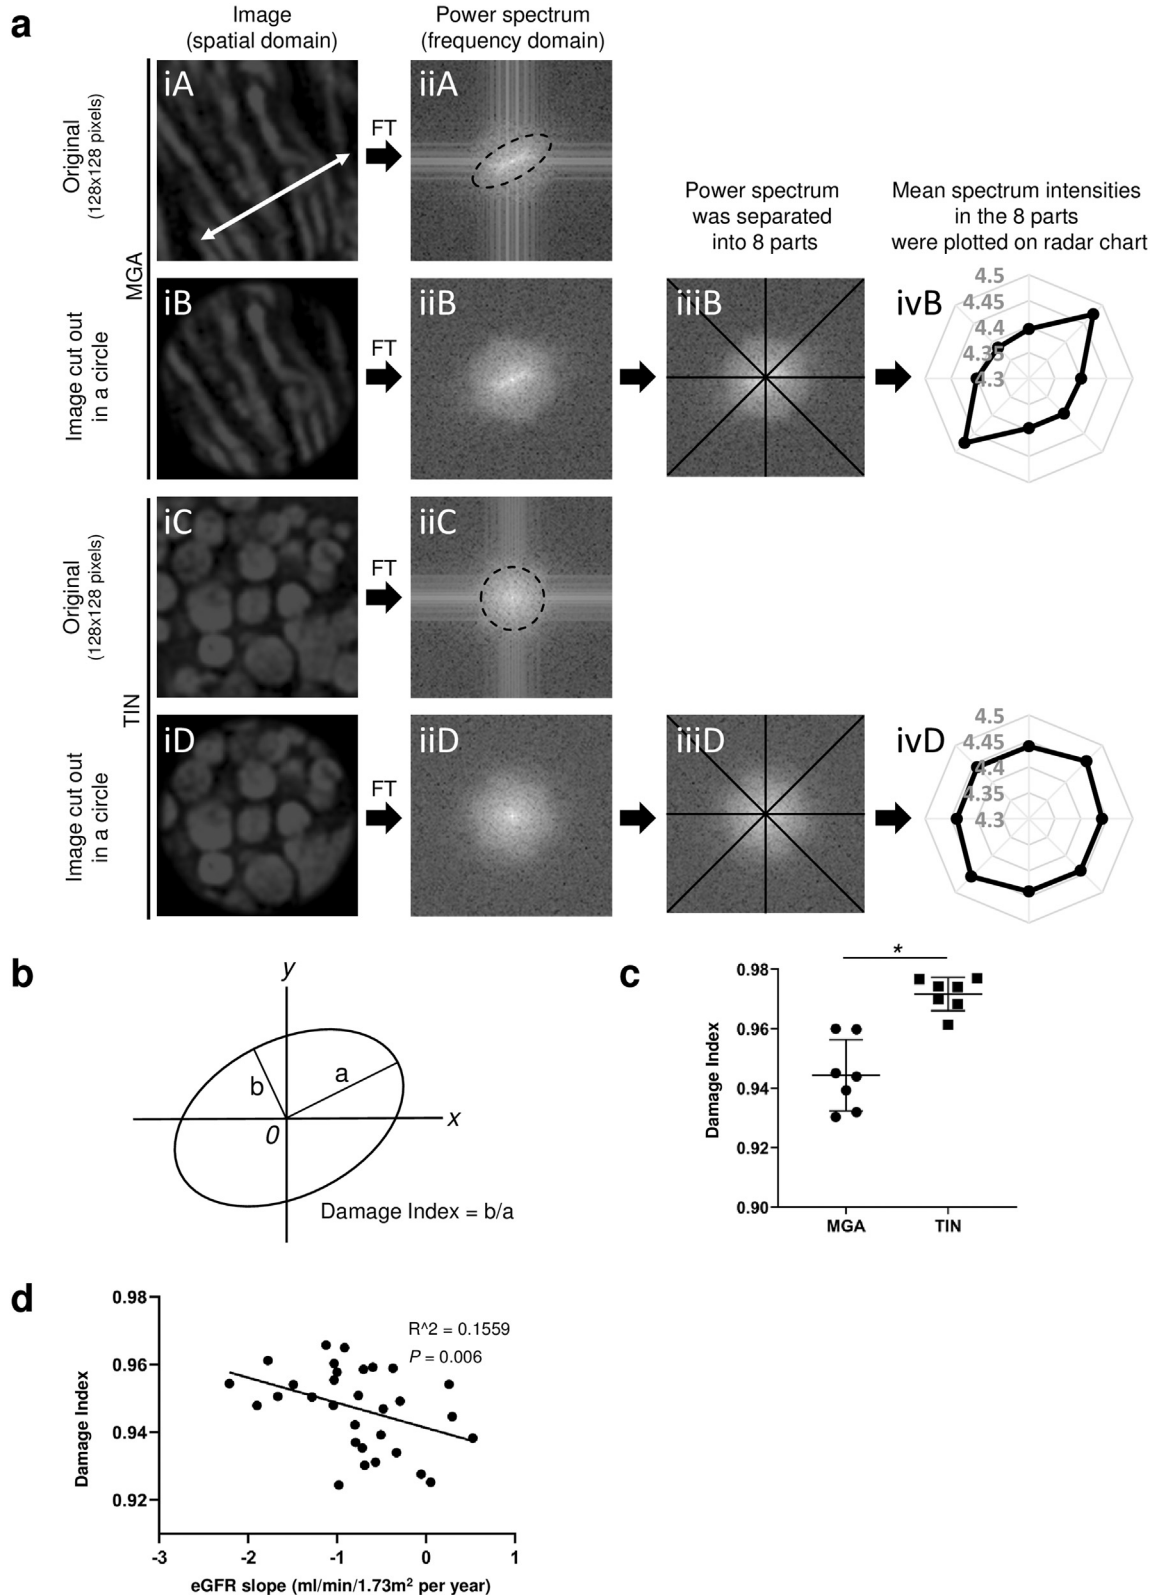 a
Image
(spatial domain)
Power spectrum
(frequency domain)
MGA
Original
(128x128 pixels)
iA
FT
iiA
Power spectrum
was separated
into 8 parts
Mean spectrum intensities
in the 8 parts
were plotted on radar chart
Image cut out
in a circle
iB
FT
iiB
iiiB
ivB
4.5
4.45
4.4
4.35
4.3
TIN
Original
(128x128 pixels)
iC
FT
iiC
Image cut out
in a circle
iD
FT
iiD
iiiD
ivD
4.5
4.45
4.4
4.35
4.3
b
y
b
a
0
x
Damage Index = b/a
c
*
Damage Index
0.98
0.96
0.94
0.92
0.90
MGA
TIN
d
Damage Index
0.98
0.96
0.94
0.92
R^2 = 0.1559
P = 0.006
-3
-2
-1
0
1
eGFR slope (ml/min/1.73m² per year)